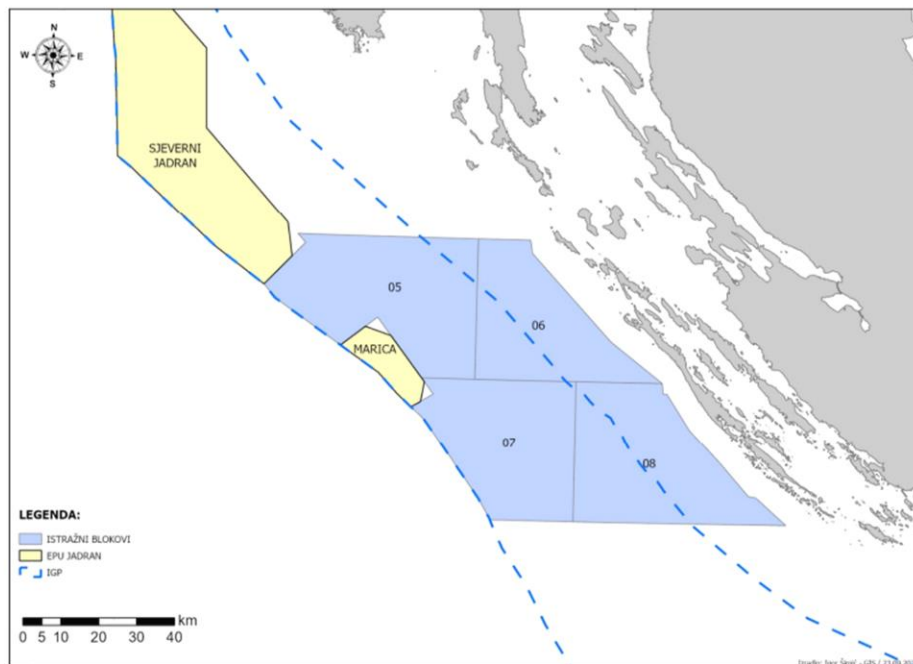 N
W E
S
SJEVERNI
JADRAN
05
06
MARICA
07
08
LEGENDA:
ISTRAŽNI BLOKOVI
EPU JADRAN
IGP
km
0 5 10 20 30 40